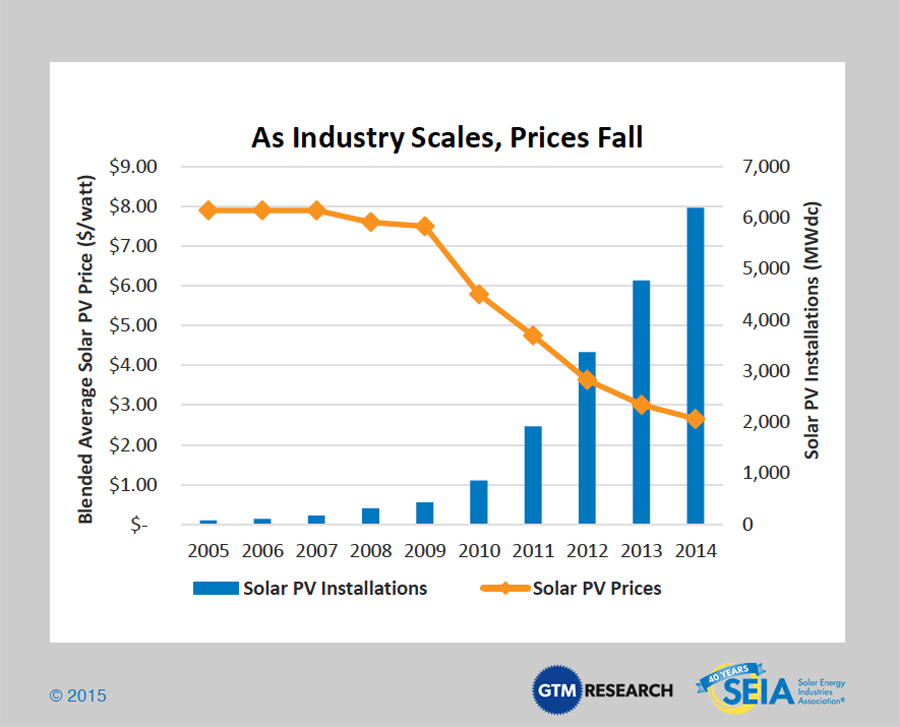 As Industry Scales, Prices Fall
Blended Average Solar PV Price ($/watt)
$9.00
$8.00
$7.00
$6.00
$5.00
$4.00
$3.00
$2.00
$1.00
$-
7,000
6,000
5,000
4,000
3,000
2,000
1,000
0
Solar PV Installations (MWdc)
2005 2006 2007 2008 2009 2010 2011 2012 2013 2014
Solar PV Installations Solar PV Prices
© 2015
GTM RESEARCH
40 YEARS
SEIA
Solar Energy
Industries
Association®